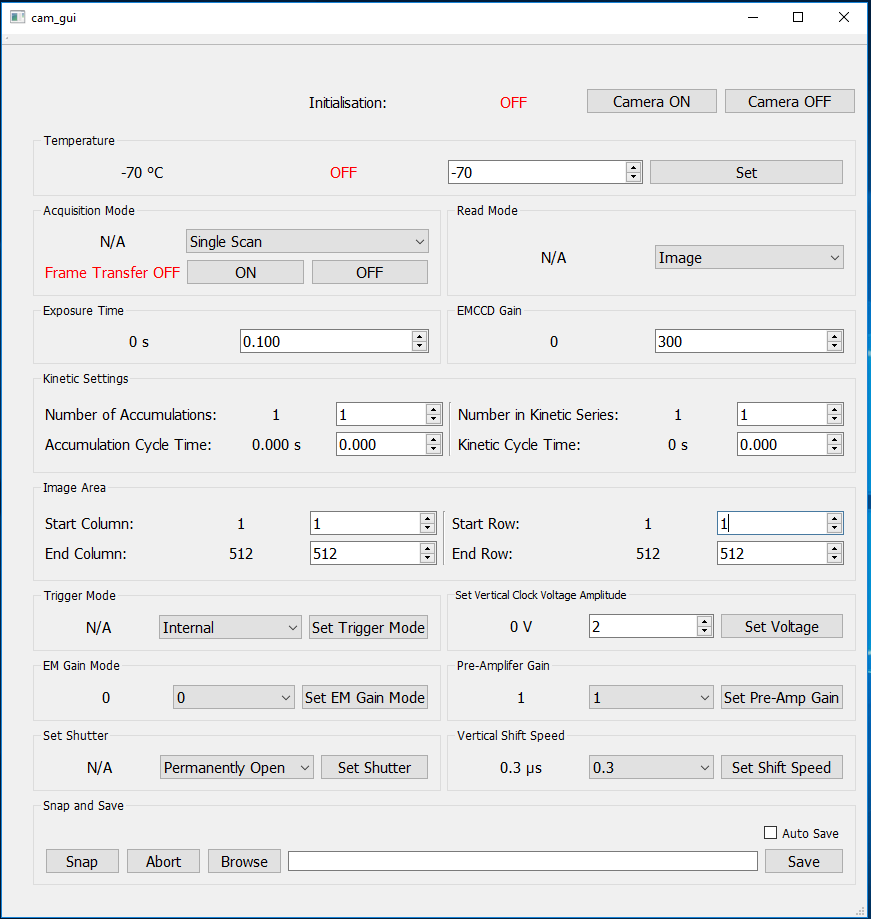 cam_gui
Initialisation: OFF Camera ON Camera OFF
Temperature
-70 ºC OFF -70 Set
Acquisition Mode
N/A Single Scan
Frame Transfer OFF ON OFF
Read Mode
N/A Image
Exposure Time
0 s 0.100
EMCCD Gain
0 300
Kinetic Settings
Number of Accumulations: 1 1 Number in Kinetic Series: 1 1
Accumulation Cycle Time: 0.000 s 0.000 Kinetic Cycle Time: 0 s 0.000
Image Area
Start Column: 1 1 Start Row: 1 1
End Column: 512 512 End Row: 512 512
Trigger Mode
N/A Internal Set Trigger Mode
Set Vertical Clock Voltage Amplitude
0 V 2 Set Voltage
EM Gain Mode
0 0 Set EM Gain Mode
Pre-Amplifer Gain
1 1 Set Pre-Amp Gain
Set Shutter
N/A Permanently Open Set Shutter
Vertical Shift Speed
0.3 µs 0.3 Set Shift Speed
Snap and Save
Auto Save
Snap Abort Browse Save